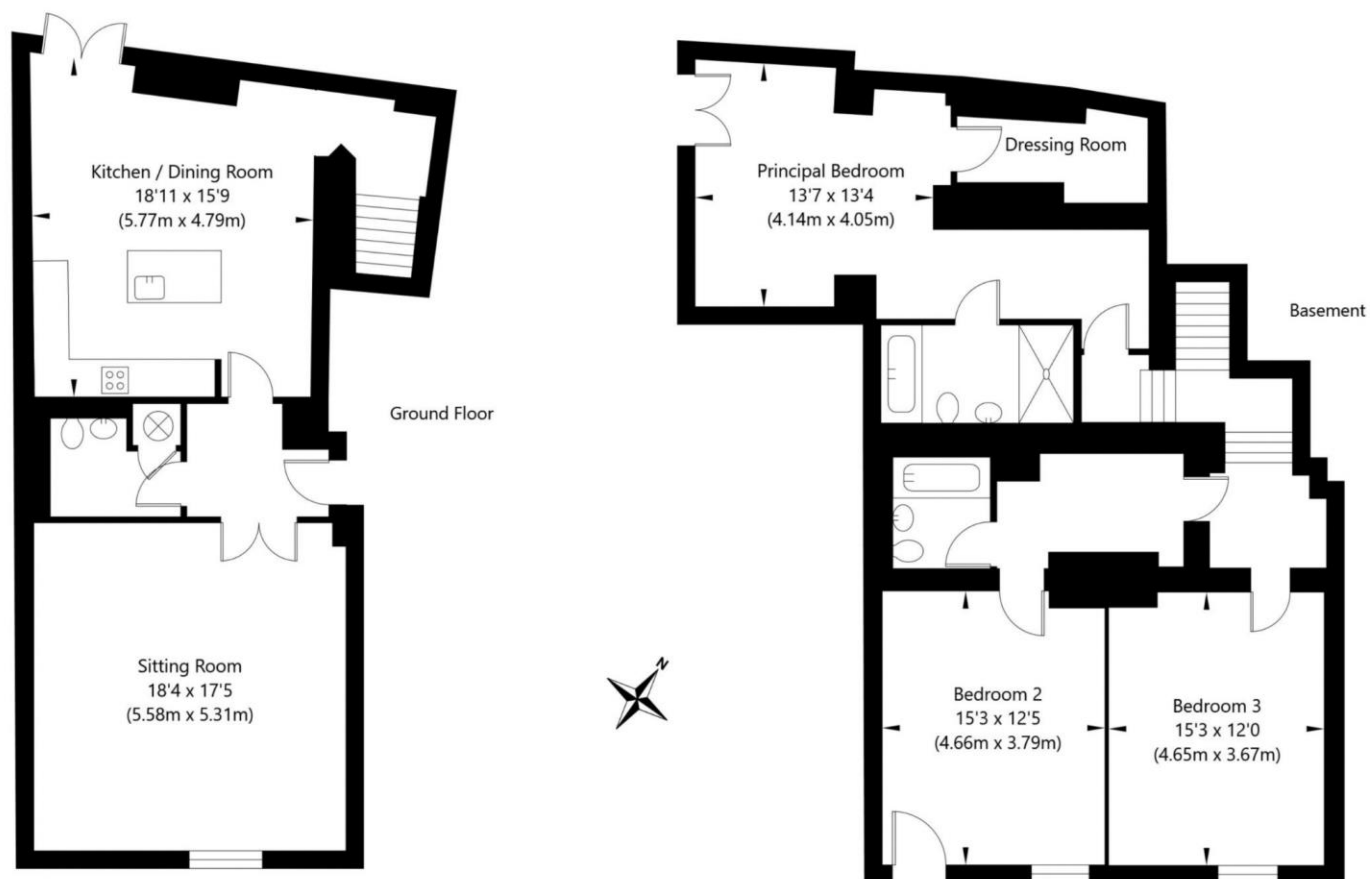 Kitchen / Dining Room
18'11 x 15'9
(5.77m x 4.79m)
Ground Floor
Sitting Room
18'4 x 17'5
(5.58m x 5.31m)
Principal Bedroom
13'7 x 13'4
(4.14m x 4.05m)
Dressing Room
Basement
N
Bedroom 2
15'3 x 12'5
(4.66m x 3.79m)
Bedroom 3
15'3 x 12'0
(4.65m x 3.67m)